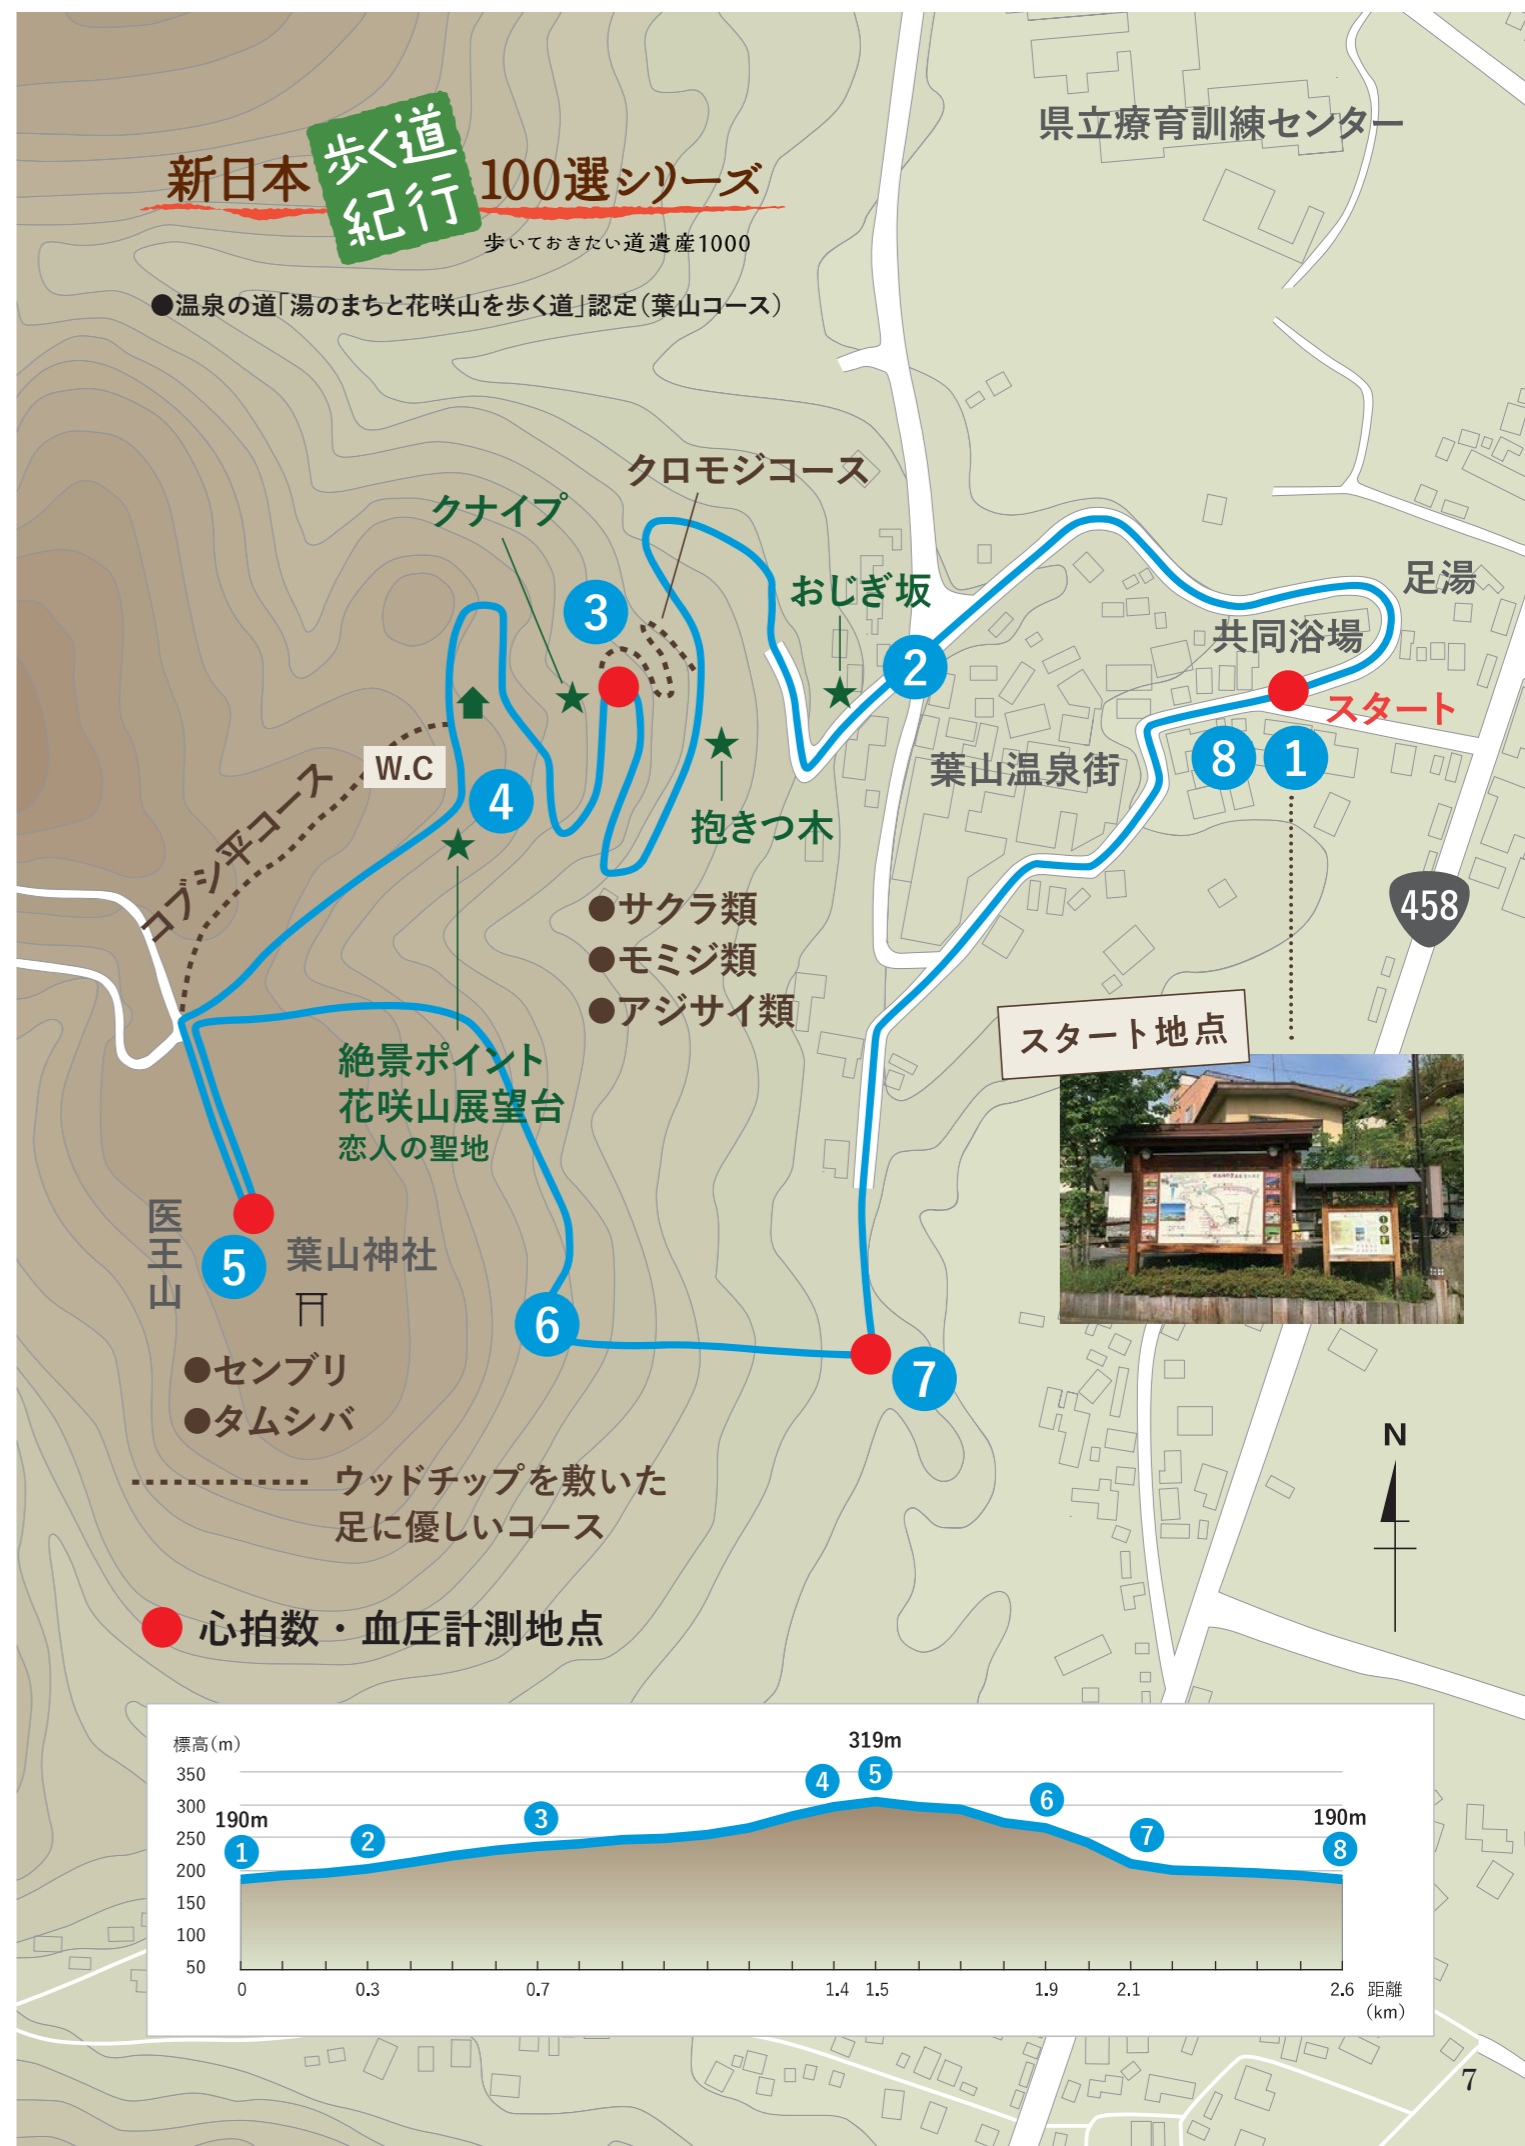 新日本 歩く道 紀行 100選シリーズ
歩いておきたい道遺産1000
●温泉の道「湯のまちと花咲山を歩く道」認定(葉山コース)
県立療育訓練センター
クロモジコース
クナイプ
3
おじぎ坂
2
足湯
共同浴場
スタート
8
1
葉山温泉街
W.C
4
抱きつ木
コブシ平コース
●サクラ類
●モミジ類
●アジサイ類
458
スタート地点
絶景ポイント
花咲山展望台
恋人の聖地
医王山
5
葉山神社
6
7
●センブリ
●タムシバ
ウッドチップを敷いた
足に優しいコース
N
心拍数・血圧計測地点
標高(m)
350
300
250
200
150
100
50
190m
319m
190m
1
2
3
4
5
6
7
8
0
0.3
0.7
1.4
1.5
1.9
2.1
2.6
距離
(km)
7